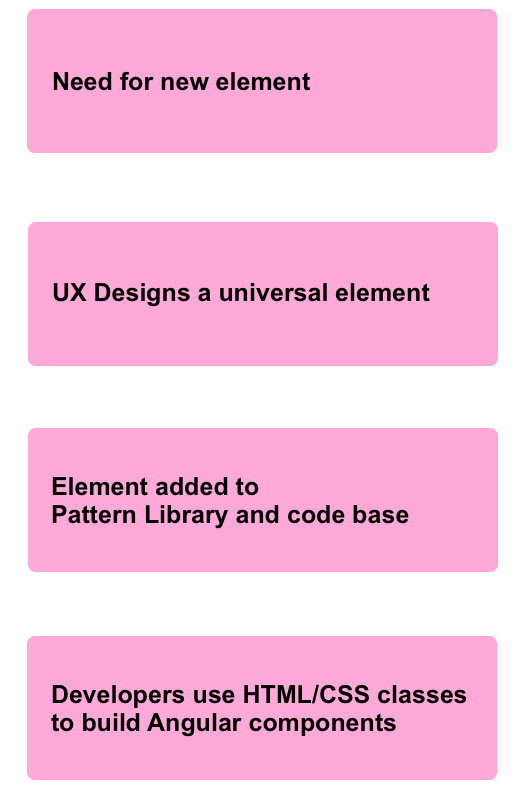 Need for new element
UX Designs a universal element
Element added to
Pattern Library and code base
Developers use HTML/CSS classes
to build Angular components